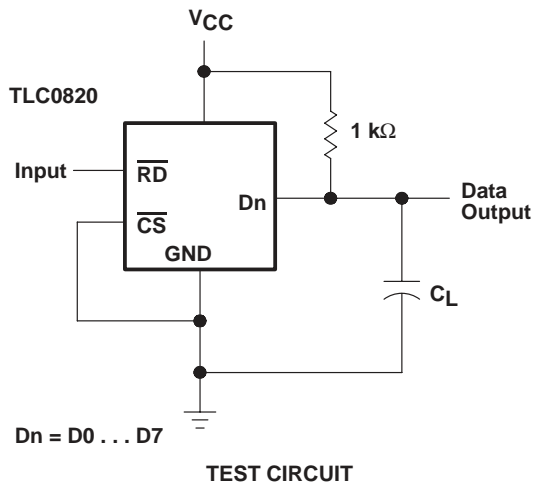 VCC
TLC0820
1 kΩ
Input
RD
Dn
Data
Output
CS
GND
CL
Dn = D0 . . . D7
TEST CIRCUIT